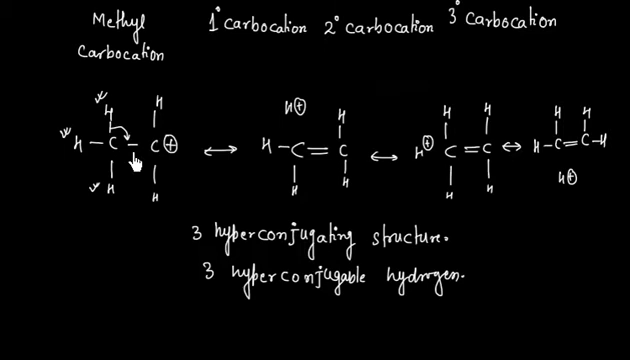 Methyl Carbocation 1° carbocation 2° carbocation 3° carbocation
H H H⊕ H H H H H
H – C – C⊕ ↔ H – C = C ↔ H⊕ C = C ↔ H – C = C – H
H H H H H H H⊕
3 hyperconjugating structure.
3 hyperconjugable hydrogen.